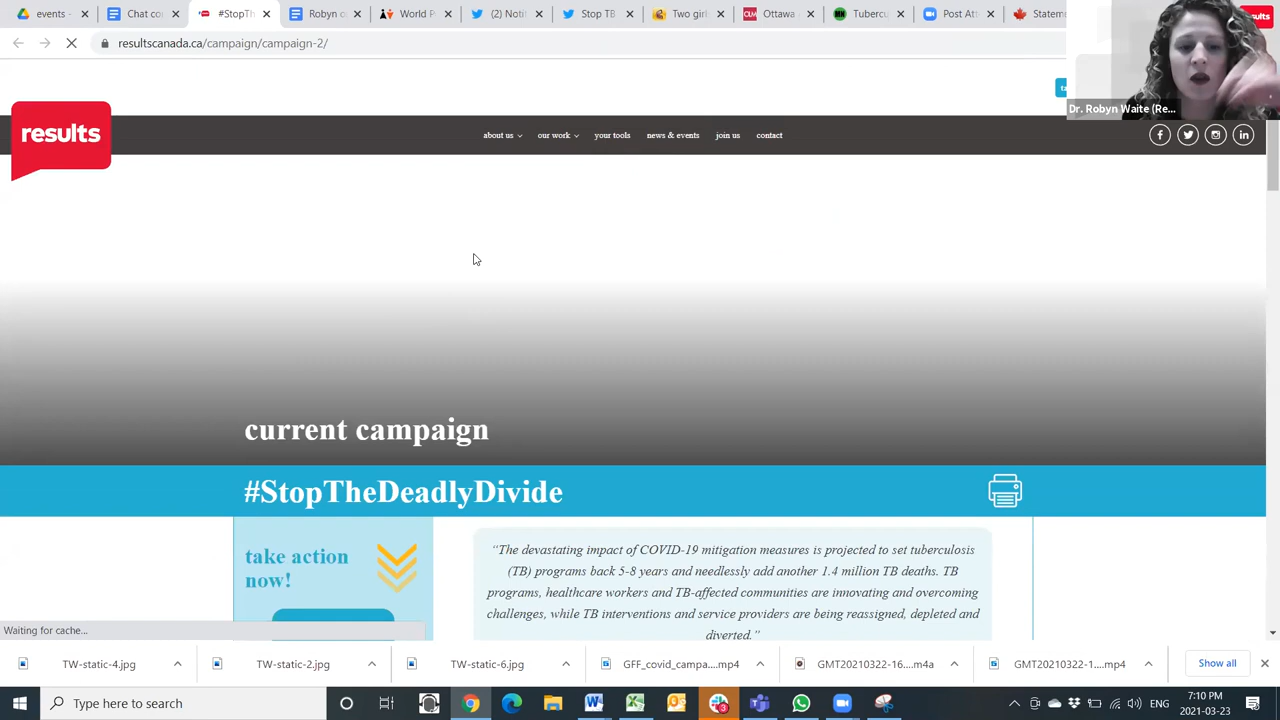 events -
Chat co
#StopTh
Robyn c
World P
(2) Noti
Stop TB
Two girl
Ottawa
Tubercu
Post Att
Stateme
resultscanada.ca/campaign/campaign-2/
results
Dr. Robyn Waite (Re...
results
about us
our work
your tools
news & events
join us
contact
current campaign
#StopTheDeadlyDivide
take action
now!
“The devastating impact of COVID-19 mitigation measures is projected to set tuberculosis
(TB) programs back 5-8 years and needlessly add another 1.4 million TB deaths. TB
programs, healthcare workers and TB-affected communities are innovating and overcoming
challenges, while TB interventions and service providers are being reassigned, depleted and
diverted.”
Waiting for cache...
TW-static-4.jpg
TW-static-2.jpg
TW-static-6.jpg
GFF_covid_campa....mp4
GMT20210322-16....m4a
GMT20210322-1....mp4
Show all
Type here to search
3
ENG
7:10 PM
2021-03-23